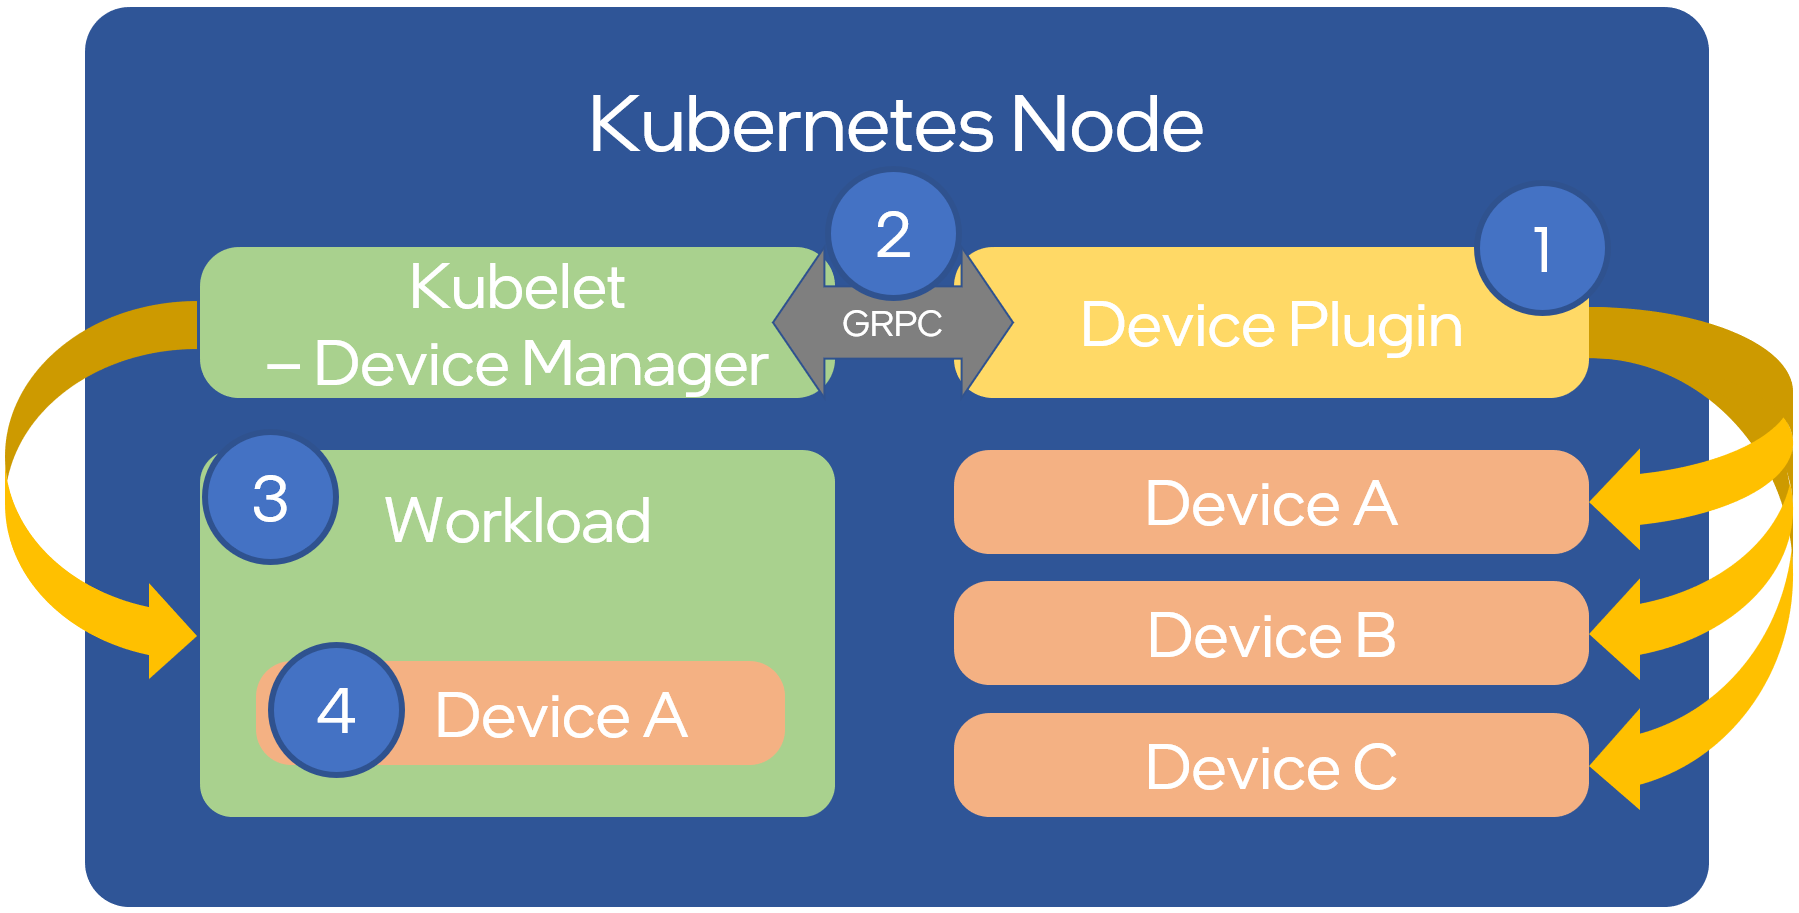 Kubernetes Node
2
1
Kubelet
– Device Manager
GRPC
Device Plugin
3
Workload
Device A
4
Device A
Device B
Device C